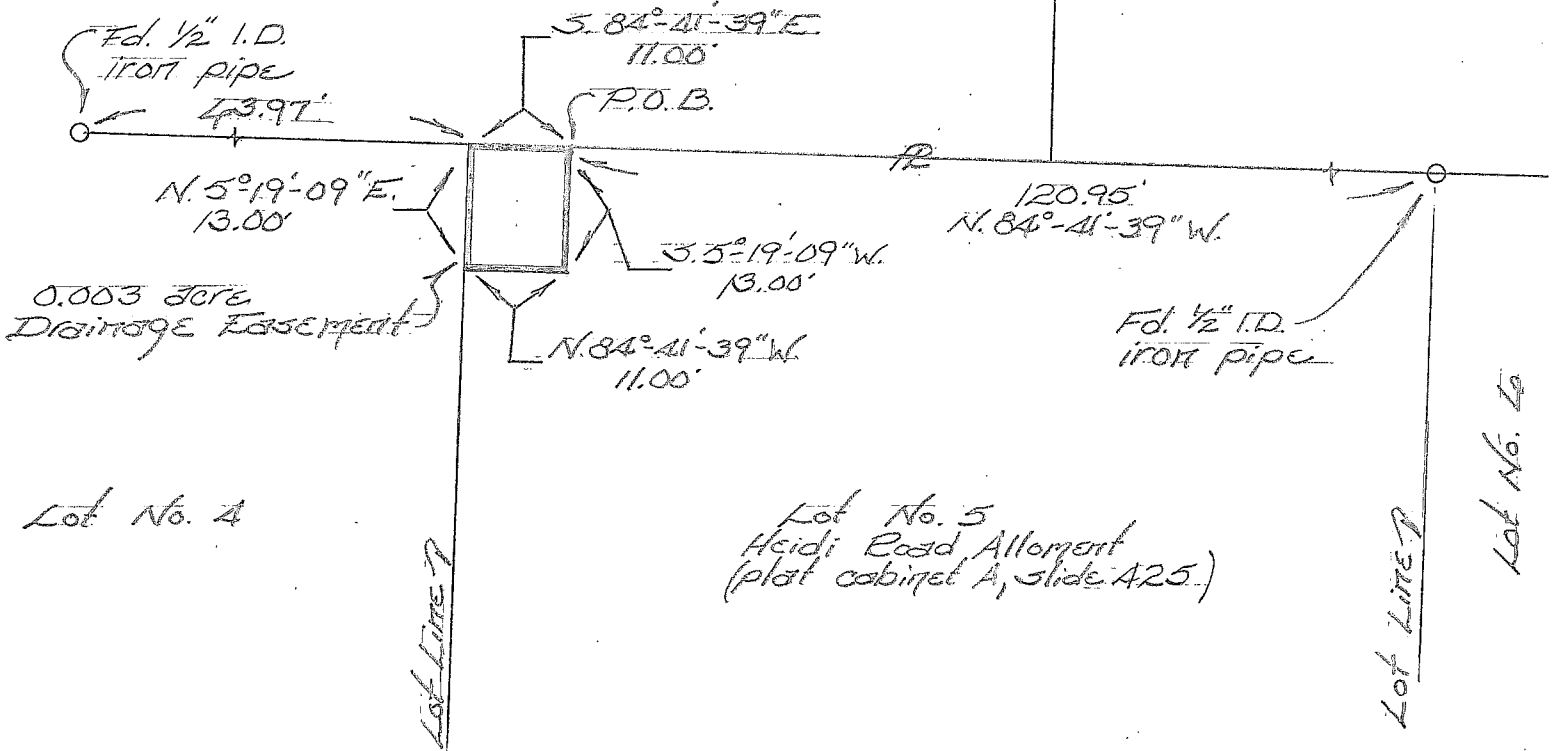 S. 84°-41'-39" E.
11.00'
Fd. 1/2" I.D.
iron pipe
43.97'
P.O.B.
N. 5°-19'-09" E.
13.00'
120.95'
N. 84°-41'-39" W.
S. 5°-19'-09" W.
13.00'
0.003 acre
Drainage Easement
N. 84°-41'-39" W.
11.00'
Fd. 1/2" I.D.
iron pipe
Lot No. 4
Lot No. 5
Heidi Road Alloment
(plat cabinet A, slide 425)
Lot Line
Lot Line
Lot No.